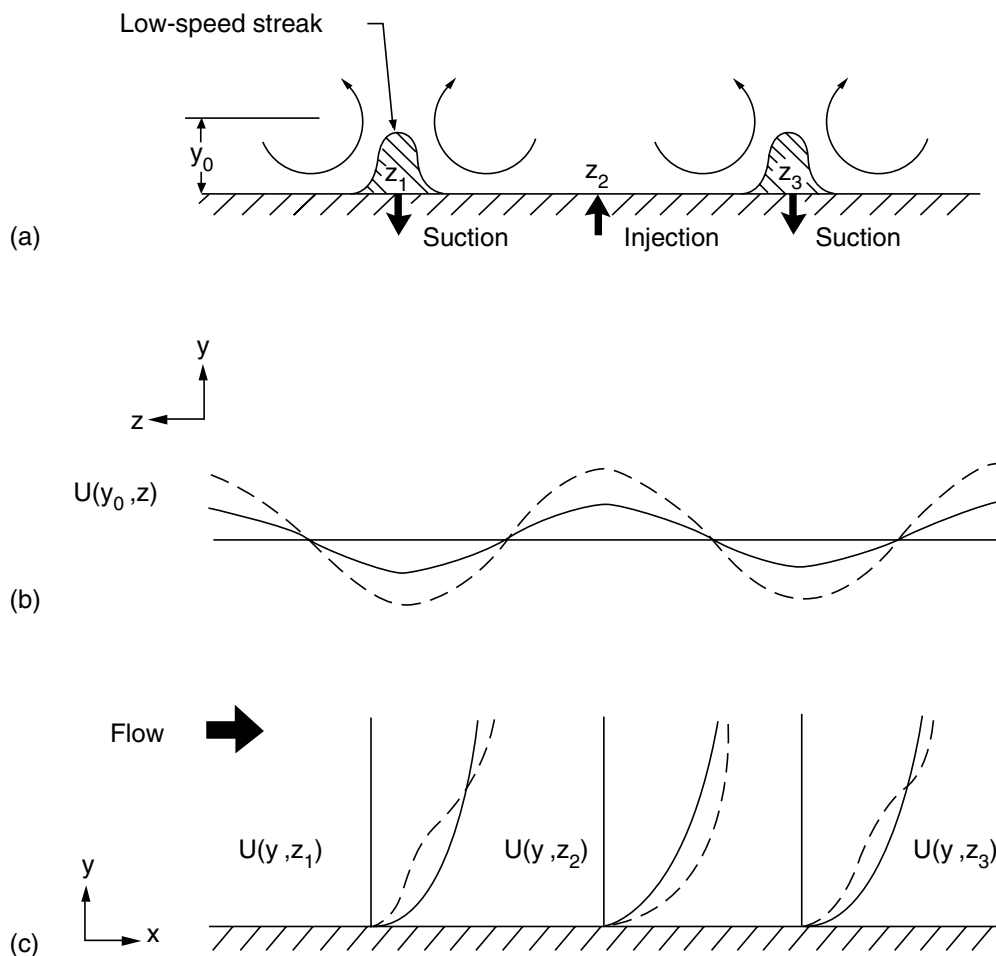 Low-speed streak
y₀
z₁ z₂ z₃
(a) Suction Injection Suction
y
z
U(y₀ ,z)
(b)
Flow
U(y ,z₁) U(y ,z₂) U(y ,z₃)
y
x
(c)